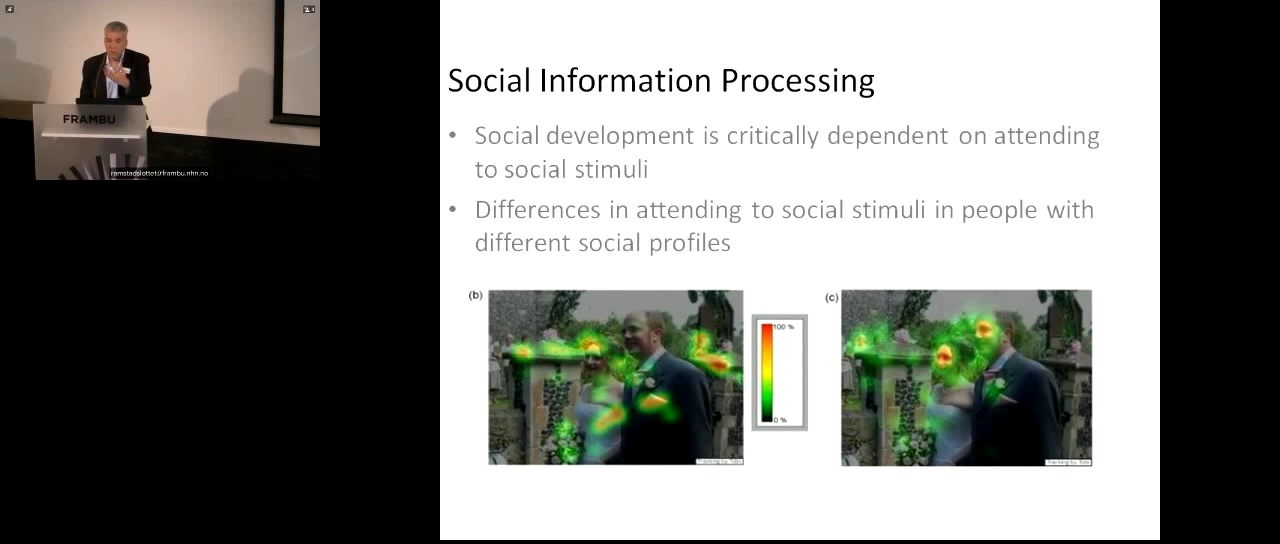 FRAMBU
ramstadslottet@frambu.nhn.no
Social Information Processing
• Social development is critically dependent on attending
to social stimuli
• Differences in attending to social stimuli in people with
different social profiles
(b)
100 %
0 %
(c)